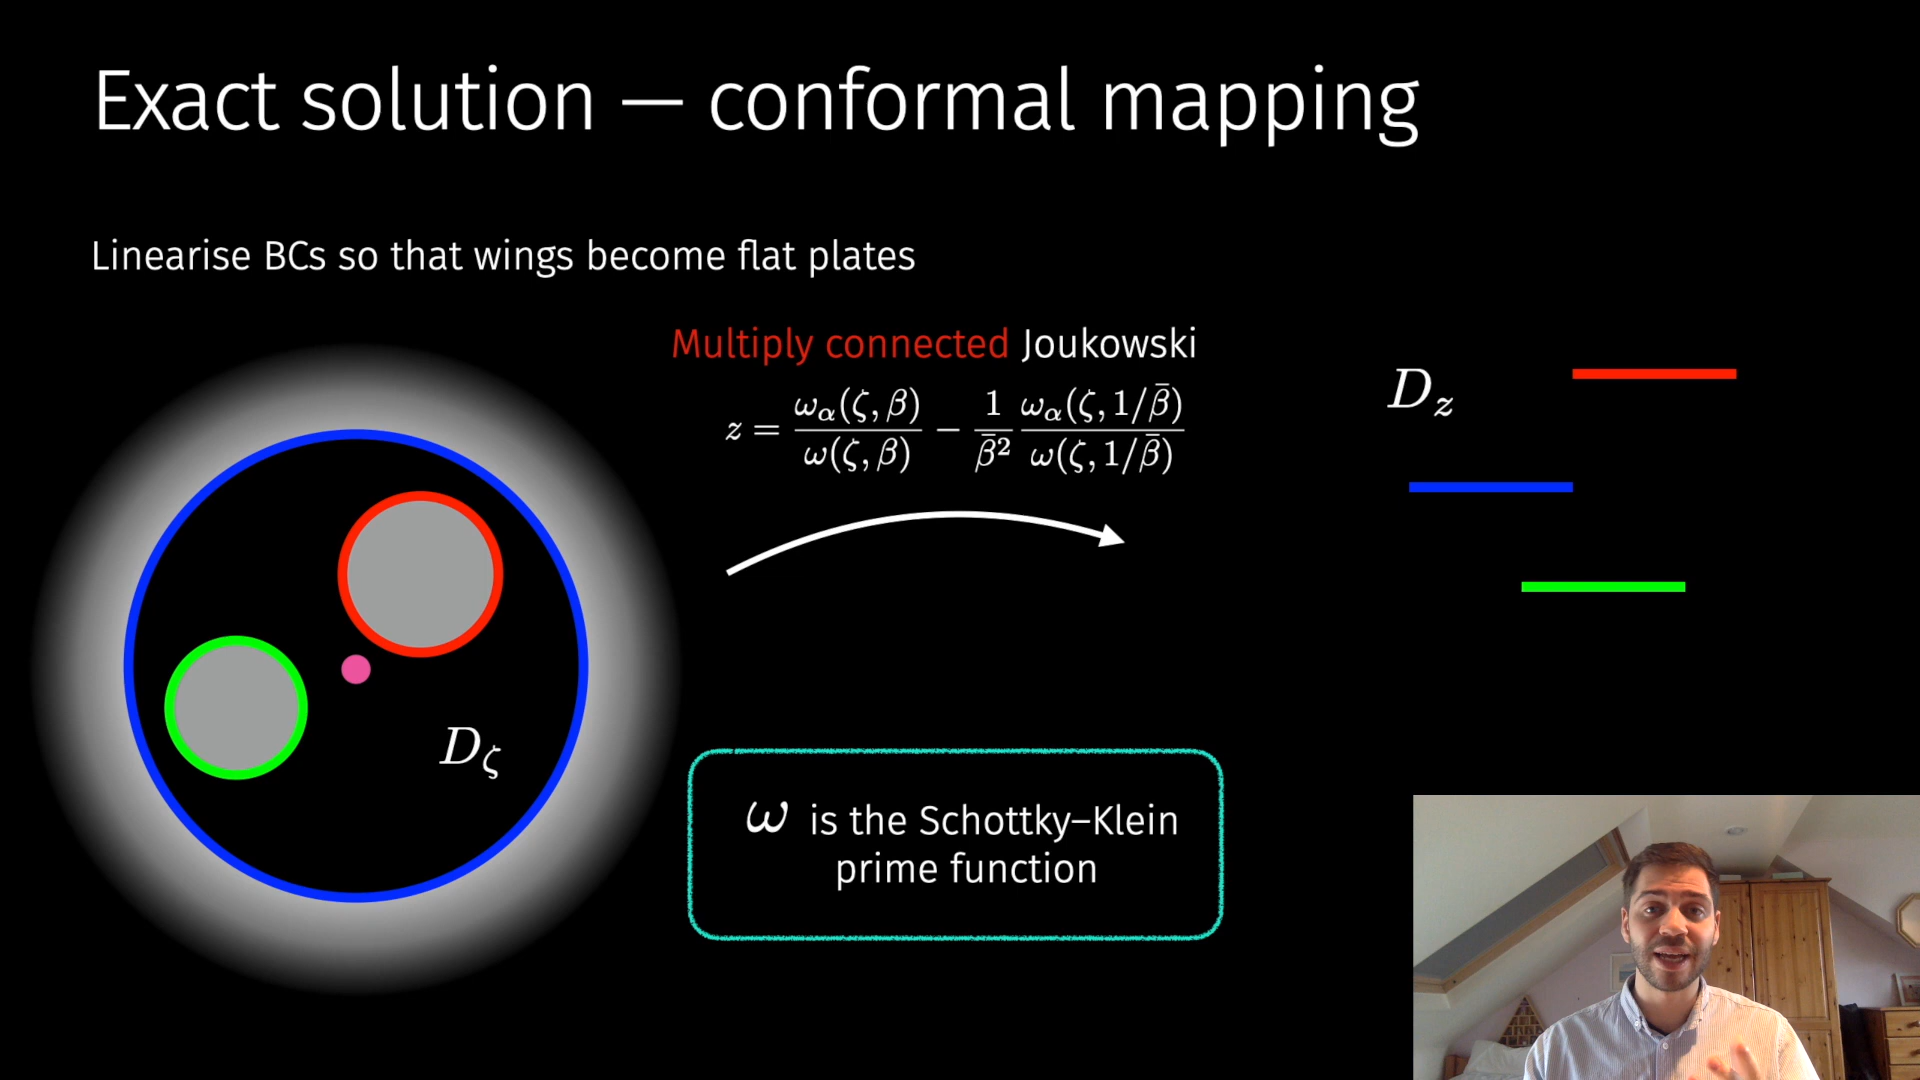 Exact solution — conformal mapping
Linearise BCs so that wings become flat plates
Multiply connected Joukowski
z = ω_α(ζ, β) / ω(ζ, β) − 1 / β̄² ω_α(ζ, 1/β̄) / ω(ζ, 1/β̄)
D_z
D_ζ
ω is the Schottky–Klein
prime function